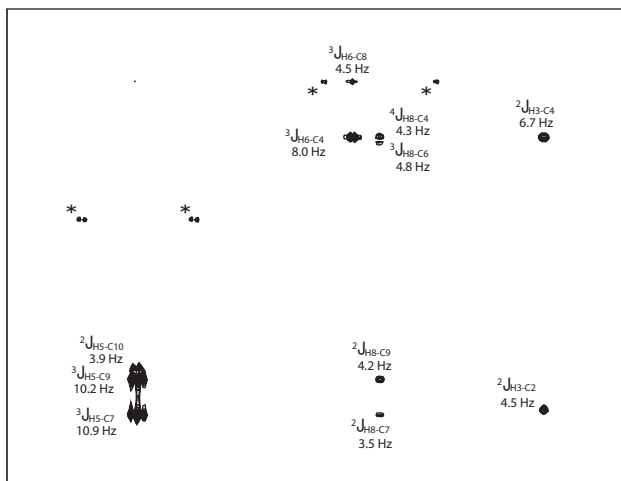 ³J_H6-C8
4.5 Hz
* *
³J_H6-C4
8.0 Hz
⁴J_H8-C4
4.3 Hz
³J_H8-C6
4.8 Hz
²J_H3-C4
6.7 Hz
* *
²J_H5-C10
3.9 Hz
³J_H5-C9
10.2 Hz
³J_H5-C7
10.9 Hz
²J_H8-C9
4.2 Hz
²J_H8-C7
3.5 Hz
²J_H3-C2
4.5 Hz